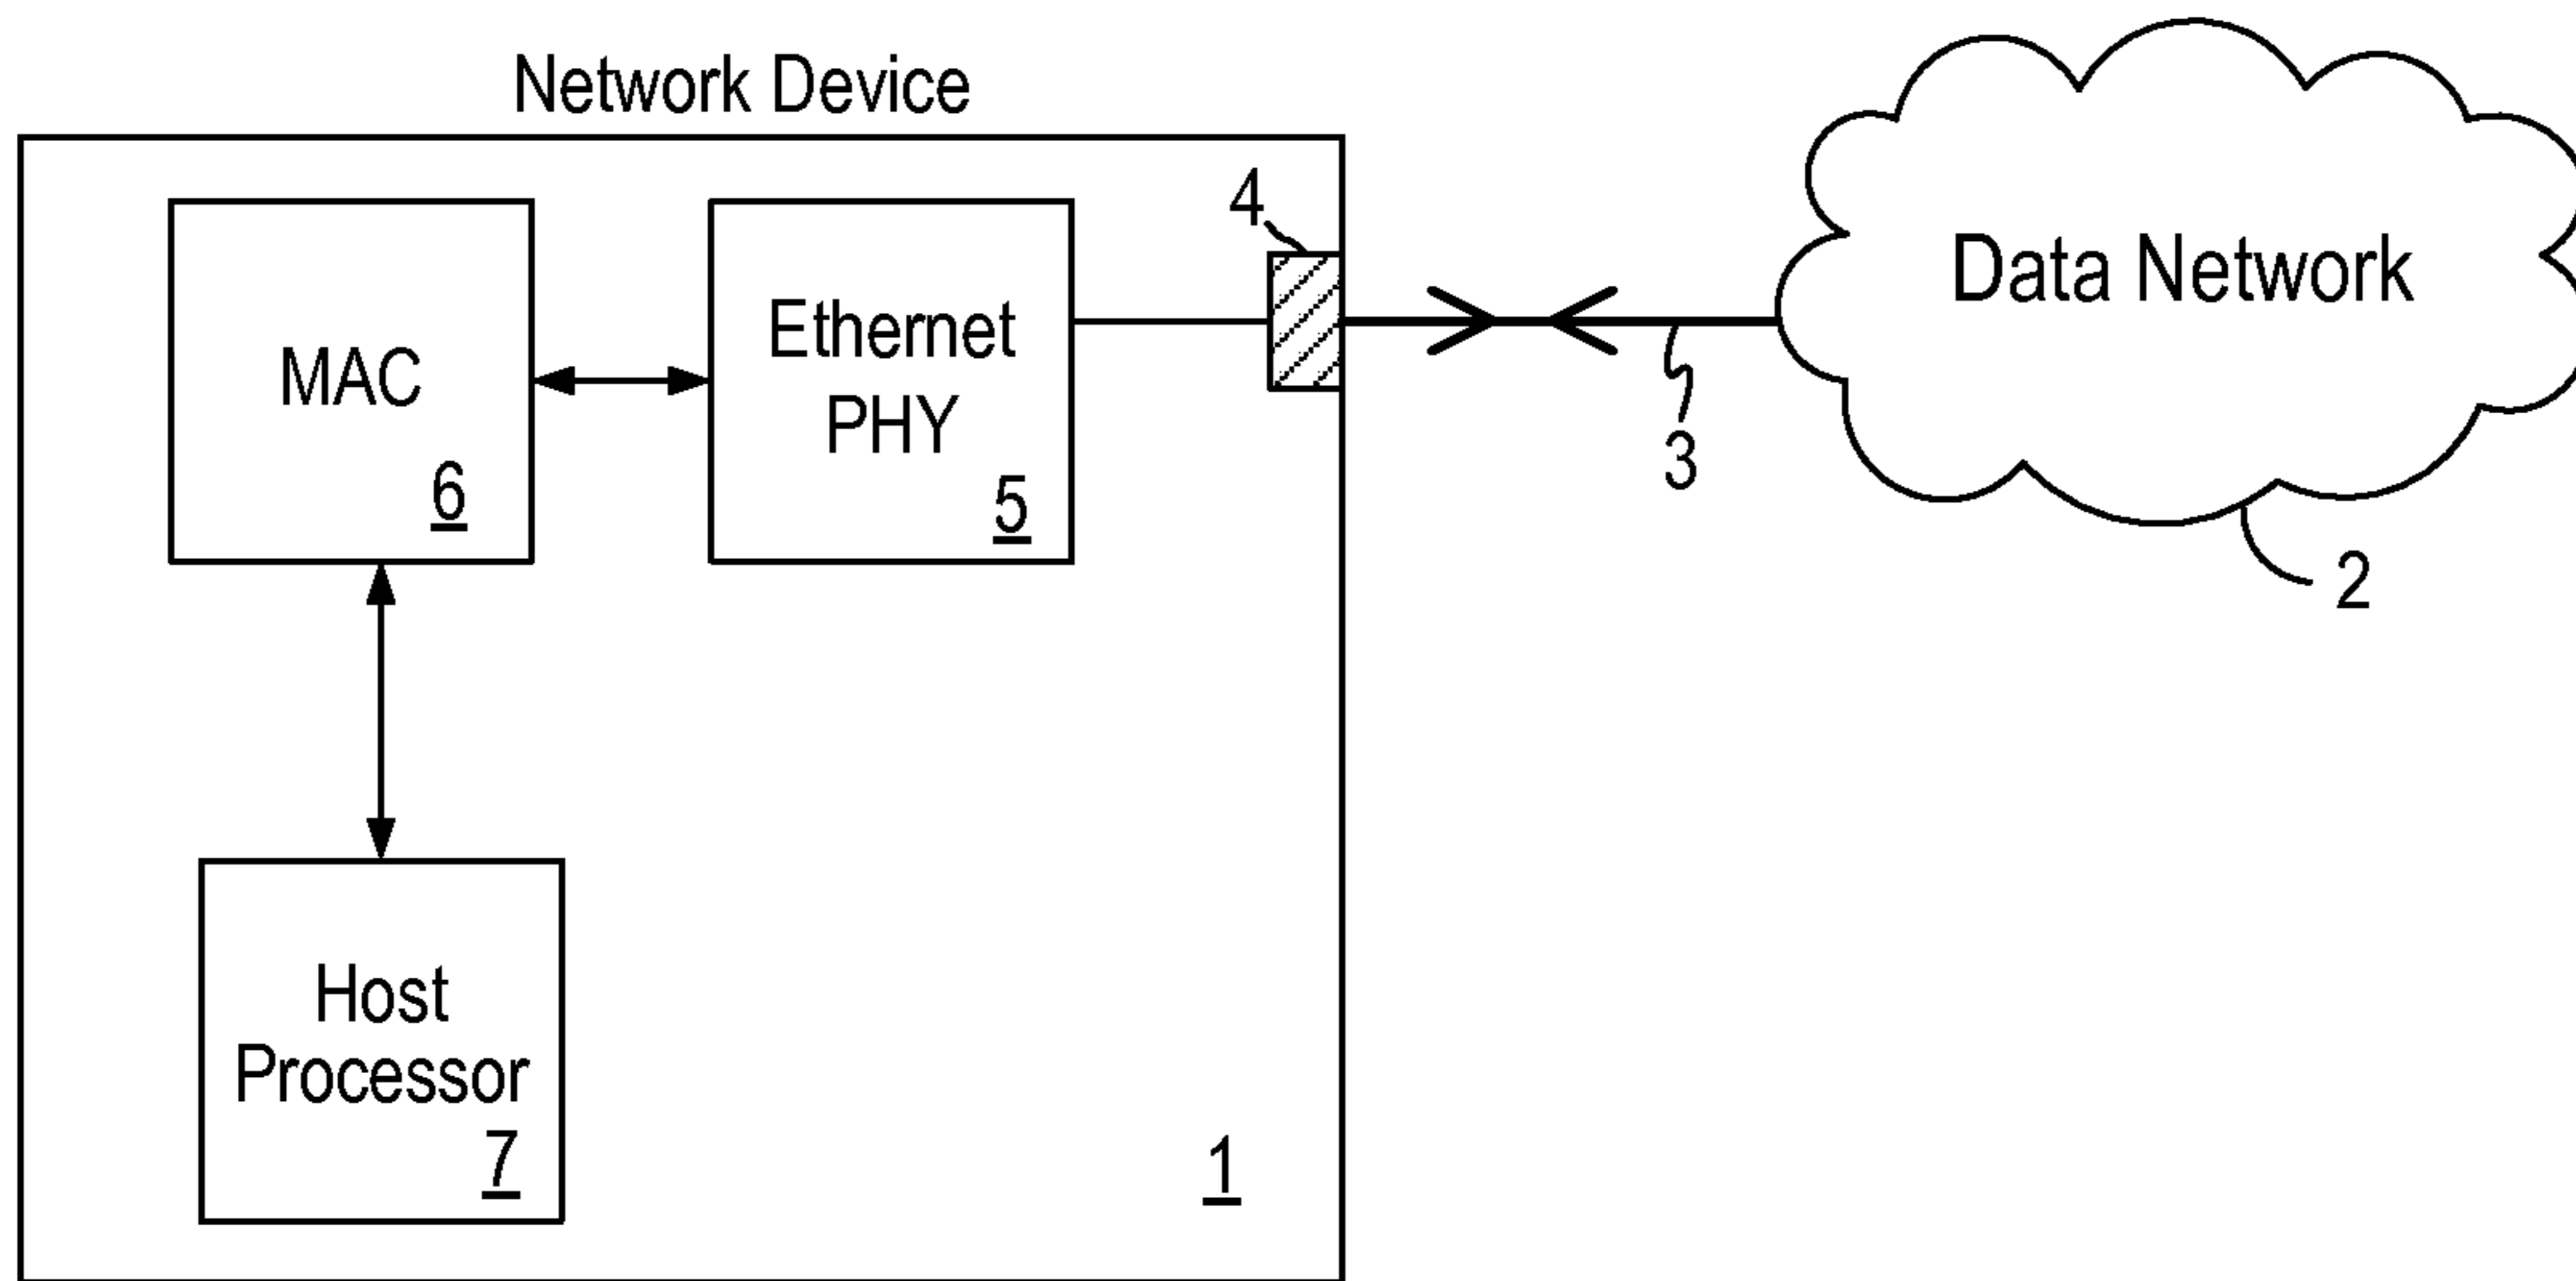 Network Device
4
Data Network
MAC
6
Ethernet
PHY
5
3
2
Host
Processor
7
1